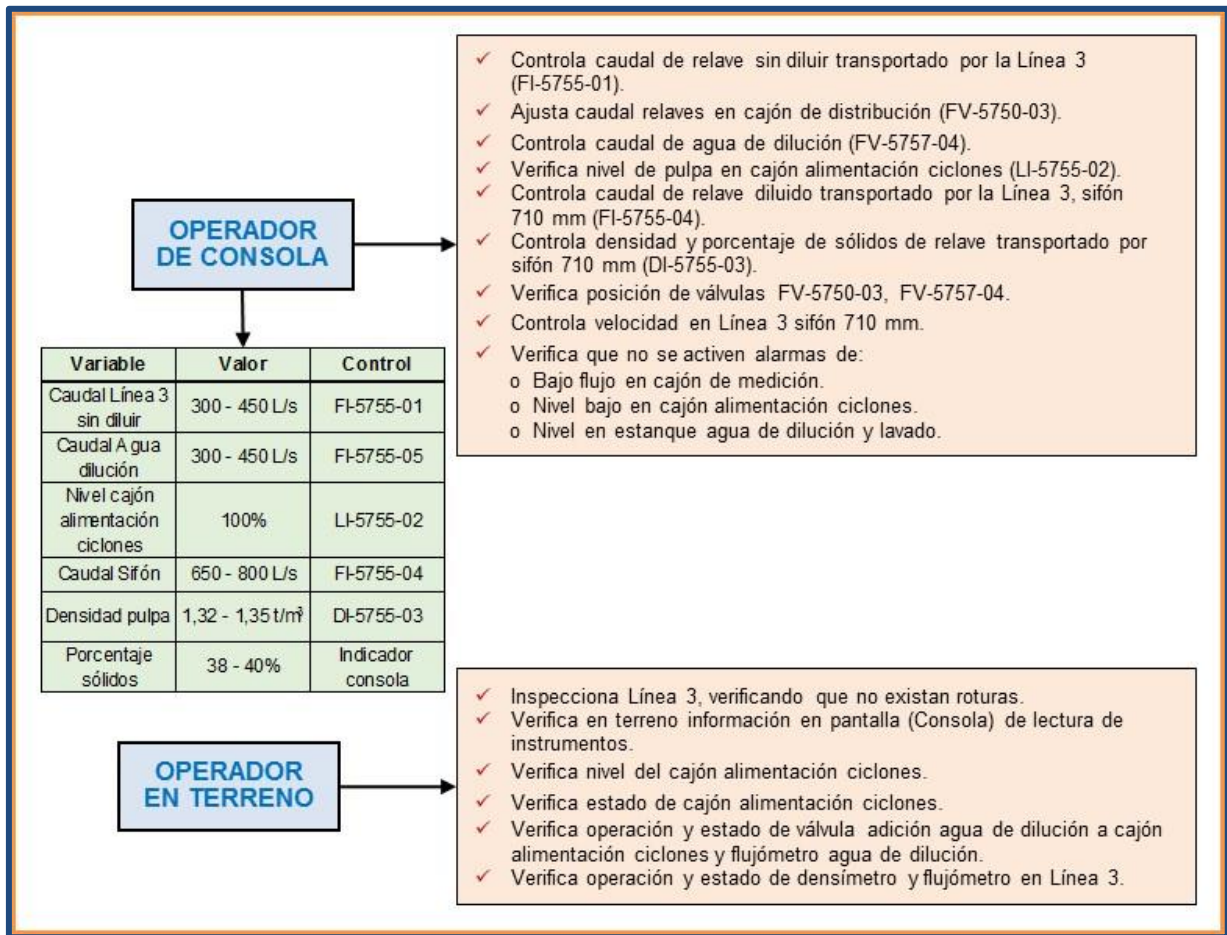 ✓ Controla caudal de relave sin diluir transportado por la Línea 3
(FI-5755-01).
✓ Ajusta caudal relaves en cajón de distribución (FV-5750-03).
✓ Controla caudal de agua de dilución (FV-5757-04).
✓ Verifica nivel de pulpa en cajón alimentación ciclones (LI-5755-02).
✓ Controla caudal de relave diluido transportado por la Línea 3, sifón
710 mm (FI-5755-04).
✓ Controla densidad y porcentaje de sólidos de relave transportado por
sifón 710 mm (DI-5755-03).
✓ Verifica posición de válvulas FV-5750-03, FV-5757-04.
✓ Controla velocidad en Línea 3 sifón 710 mm.
✓ Verifica que no se activen alarmas de:
o Bajo flujo en cajón de medición.
o Nivel bajo en cajón alimentación ciclones.
o Nivel en estanque agua de dilución y lavado.
OPERADOR
DE CONSOLA
Variable Valor Control
Caudal Línea 3
sin diluir 300 - 450 L/s FI-5755-01
Caudal Agua
dilución 300 - 450 L/s FI-5755-05
Nivel cajón
alimentación
ciclones 100% LI-5755-02
Caudal Sifón 650 - 800 L/s FI-5755-04
Densidad pulpa 1,32 - 1,35 t/m³ DI-5755-03
Porcentaje
sólidos 38 - 40% Indicador
consola
OPERADOR
EN TERRENO
✓ Inspecciona Línea 3, verificando que no existan roturas.
✓ Verifica en terreno información en pantalla (Consola) de lectura de
instrumentos.
✓ Verifica nivel del cajón alimentación ciclones.
✓ Verifica estado de cajón alimentación ciclones.
✓ Verifica operación y estado de válvula adición agua de dilución a cajón
alimentación ciclones y flujómetro agua de dilución.
✓ Verifica operación y estado de densímetro y flujómetro en Línea 3.